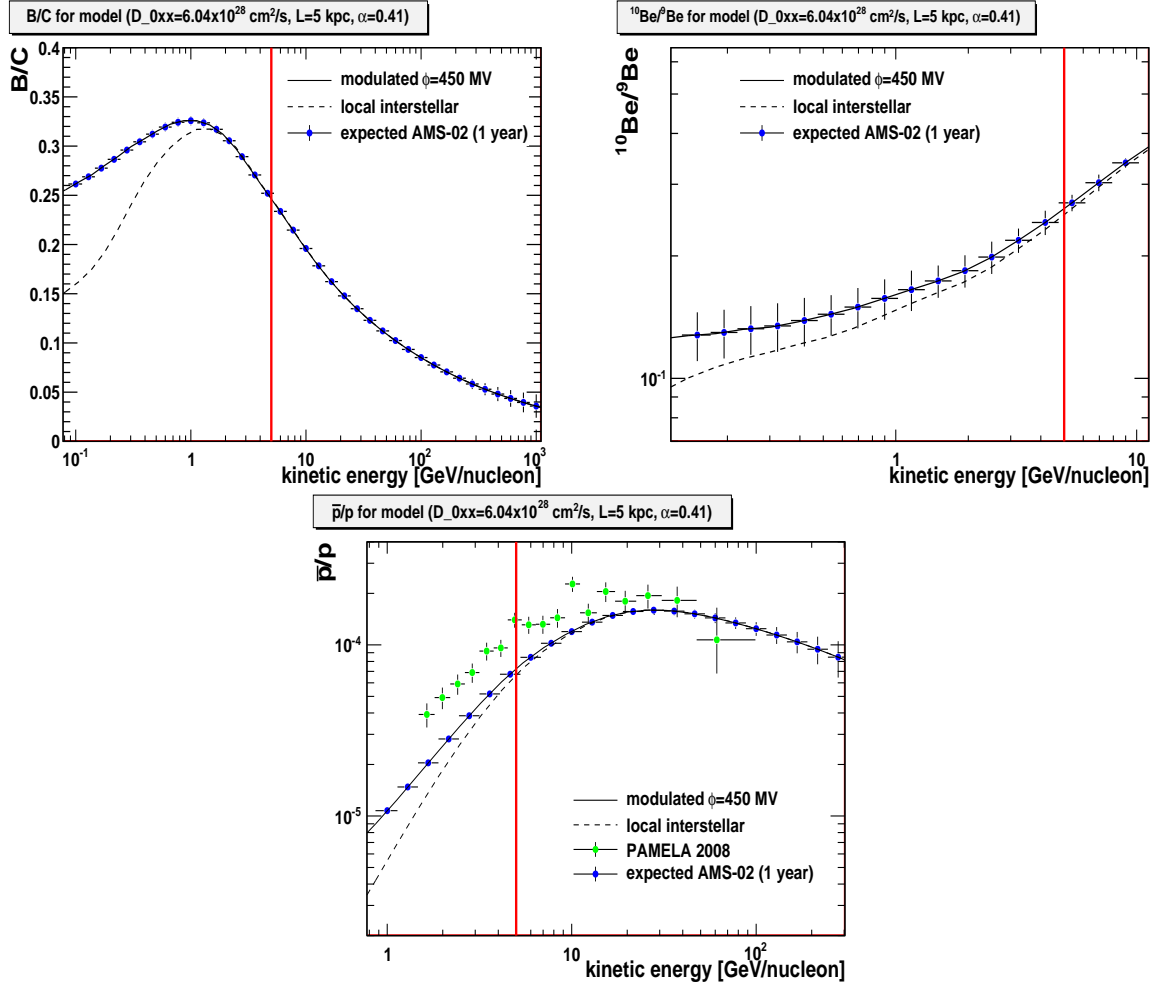 B/C for model (D_0xx=6.04x10^28 cm²/s, L=5 kpc, α=0.41)
B/C
0.4
0.35
0.3
0.25
0.2
0.15
0.1
0.05
0
modulated ϕ=450 MV
local interstellar
expected AMS-02 (1 year)
10^-1 1 10 10^2 10^3
kinetic energy [GeV/nucleon]
^10Be/^9Be for model (D_0xx=6.04x10^28 cm²/s, L=5 kpc, α=0.41)
^10Be/^9Be
modulated ϕ=450 MV
local interstellar
expected AMS-02 (1 year)
10^-1
1 10
kinetic energy [GeV/nucleon]
p̅/p for model (D_0xx=6.04x10^28 cm²/s, L=5 kpc, α=0.41)
p̅/p
10^-4
10^-5
modulated ϕ=450 MV
local interstellar
PAMELA 2008
expected AMS-02 (1 year)
1 10 10^2
kinetic energy [GeV/nucleon]